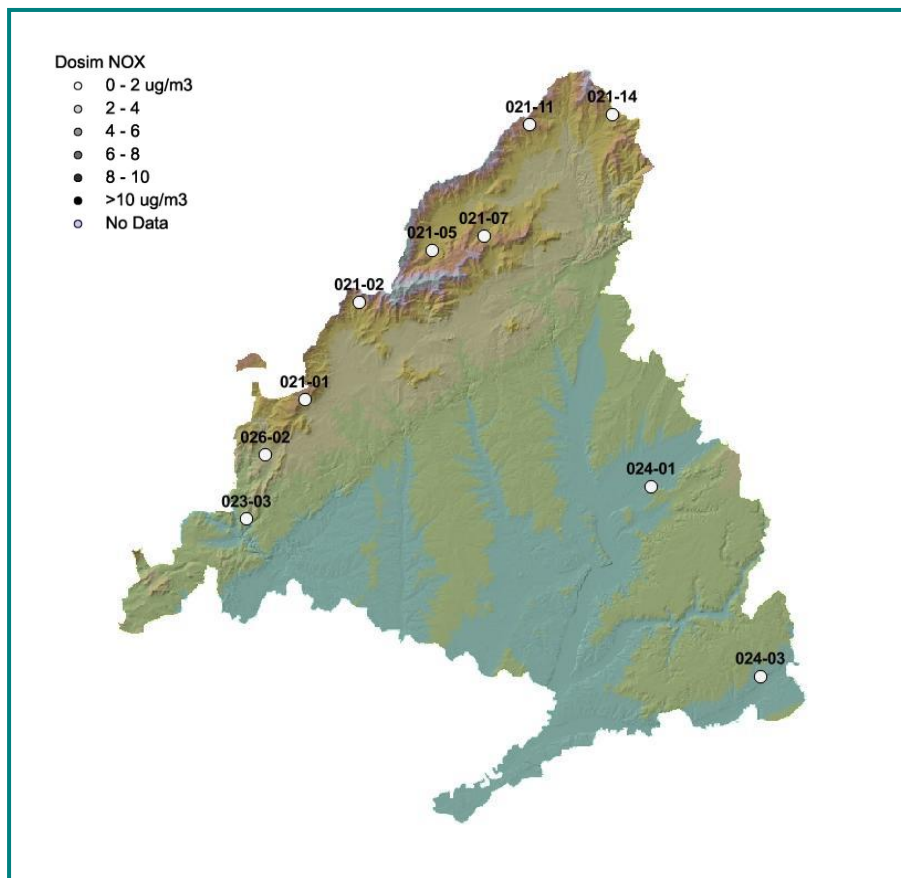 Dosim NOX
0 - 2 ug/m3
2 - 4
4 - 6
6 - 8
8 - 10
>10 ug/m3
No Data
021-14
021-11
021-07
021-05
021-02
021-01
026-02
024-01
023-03
024-03